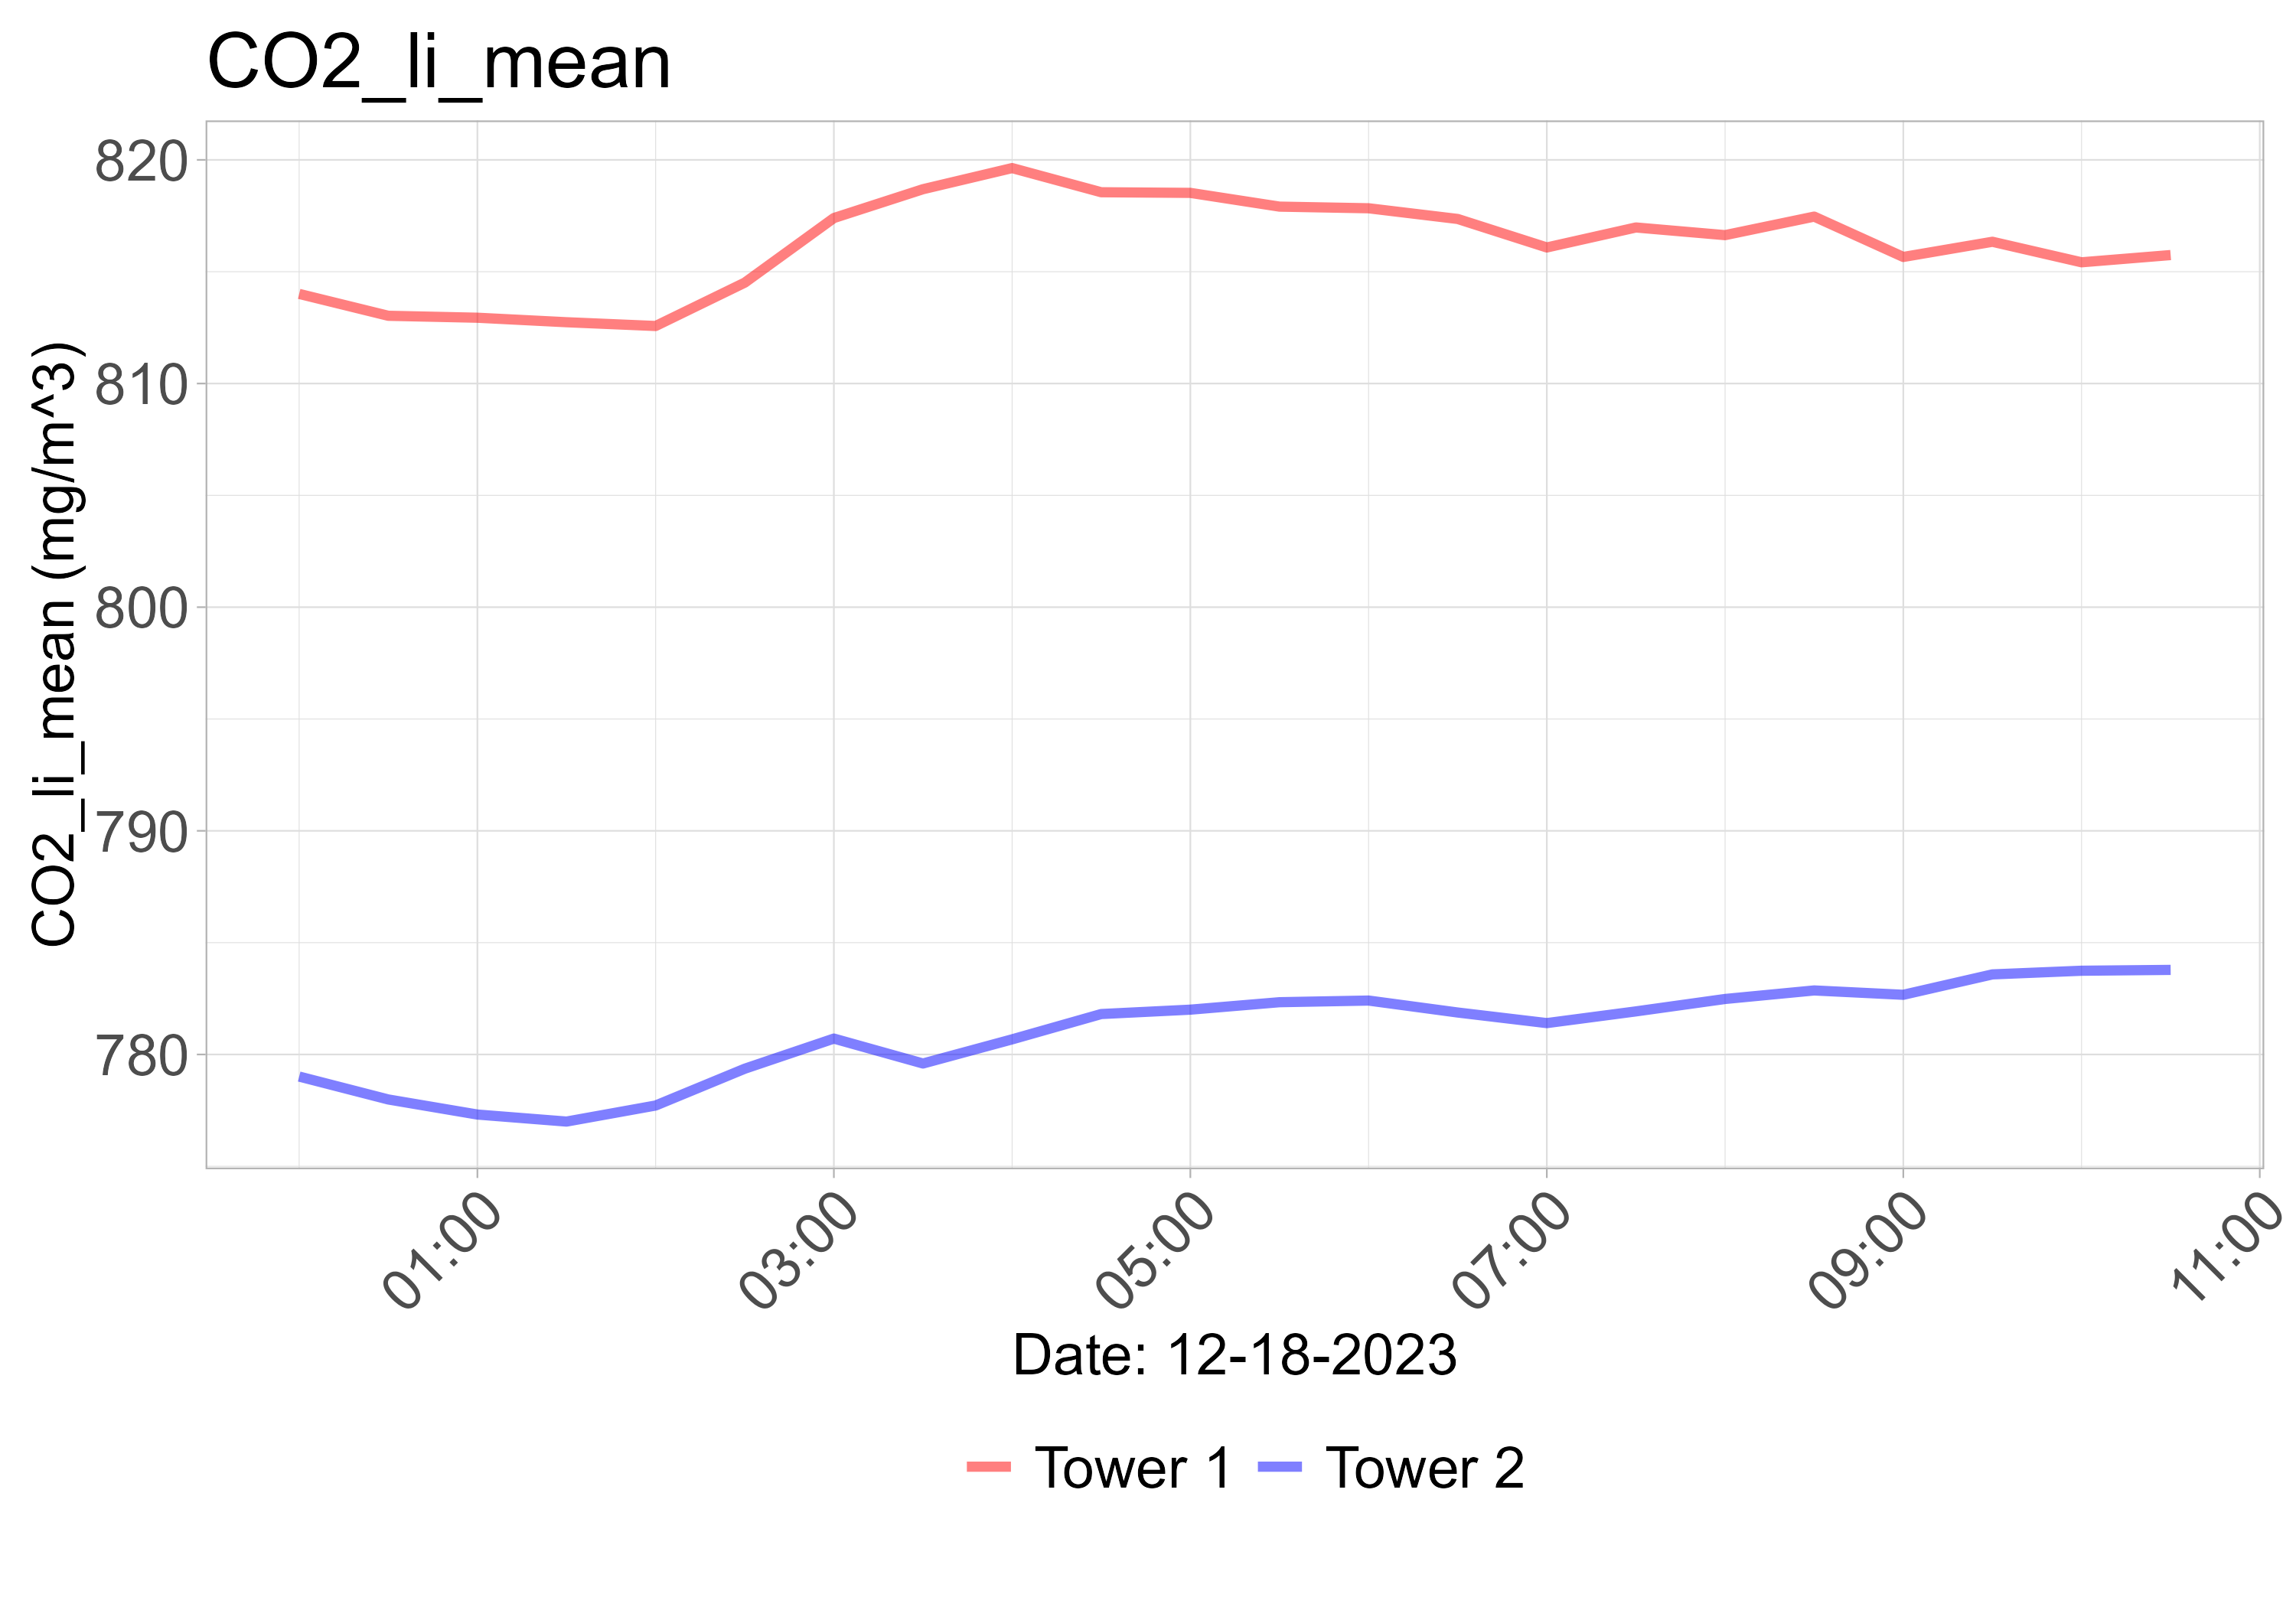 CO2_li_mean
CO2_li_mean (mg/m^3)
820
810
800
790
780
01:00
03:00
05:00
07:00
09:00
11:00
Date: 12-18-2023
Tower 1
Tower 2